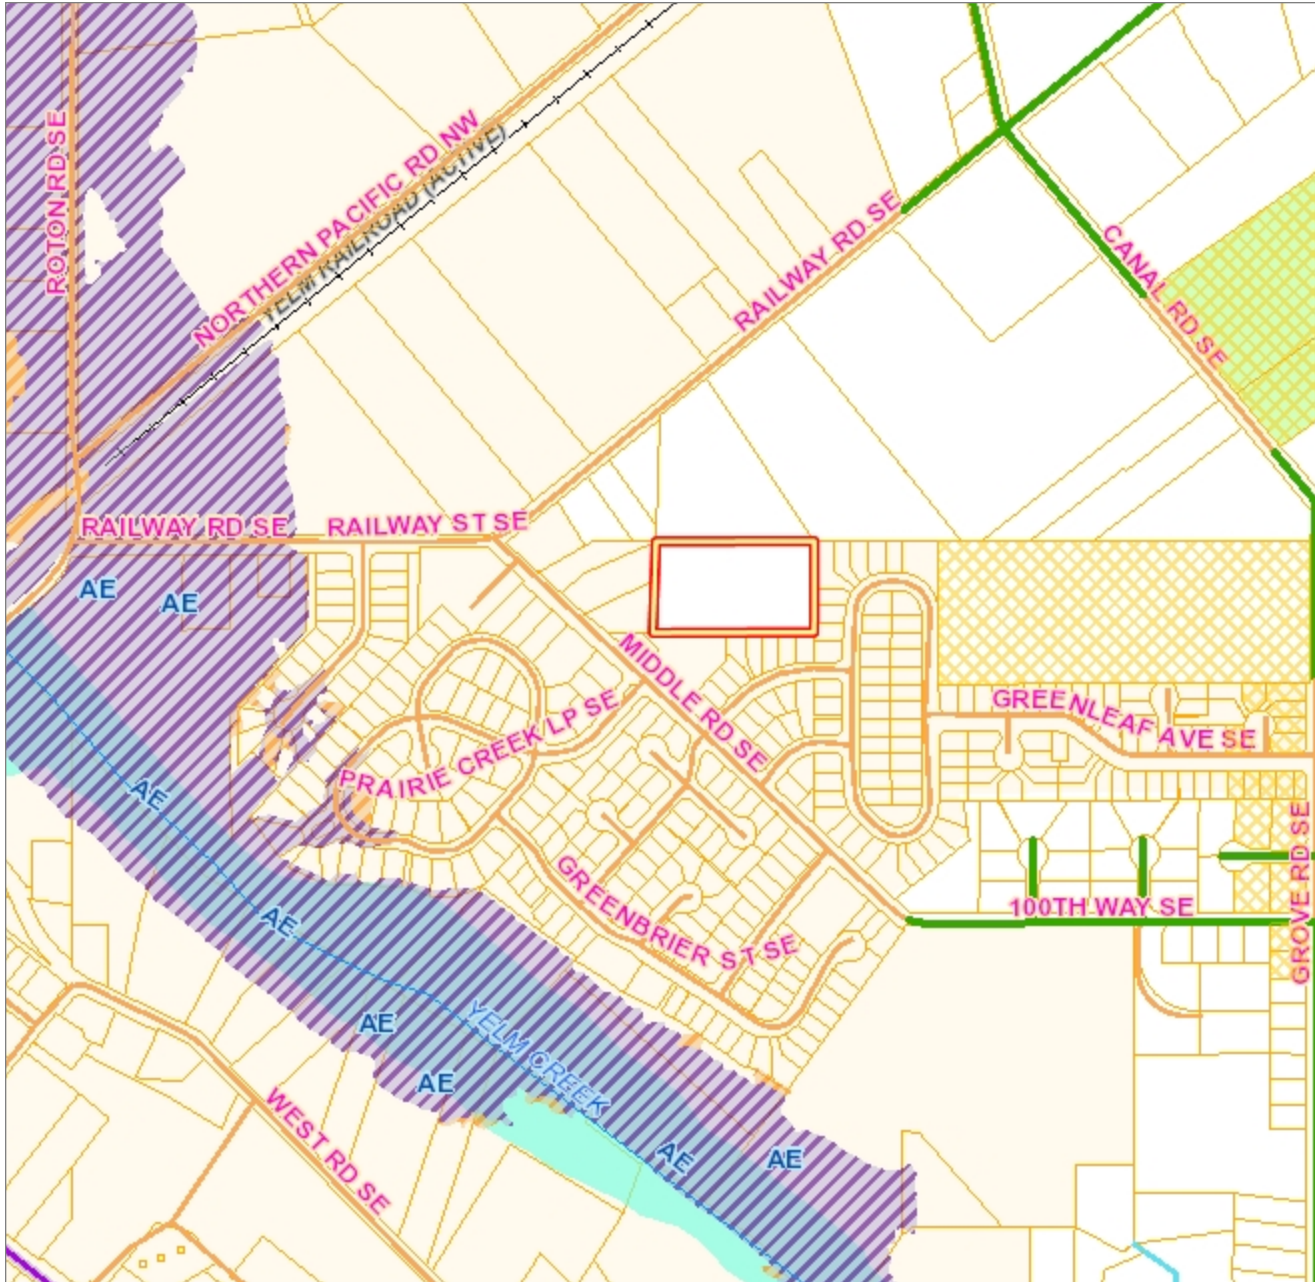 ROTON RD SE
NORTHERN PACIFIC RD NW
YELM RAILROAD (ACTIVE)
RAILWAY RD SE
CANAL RD SE
RAILWAY RD SE
RAILWAY ST SE
AE
AE
MIDDLE RD SE
PRAIRIE CREEK LP SE
GREENLEAF AVE SE
AE
GREENBRIER ST SE
100TH WAY SE
GROVE RD SE
AE
AE
YELM CREEK
AE
WEST RD SE
AE
AE